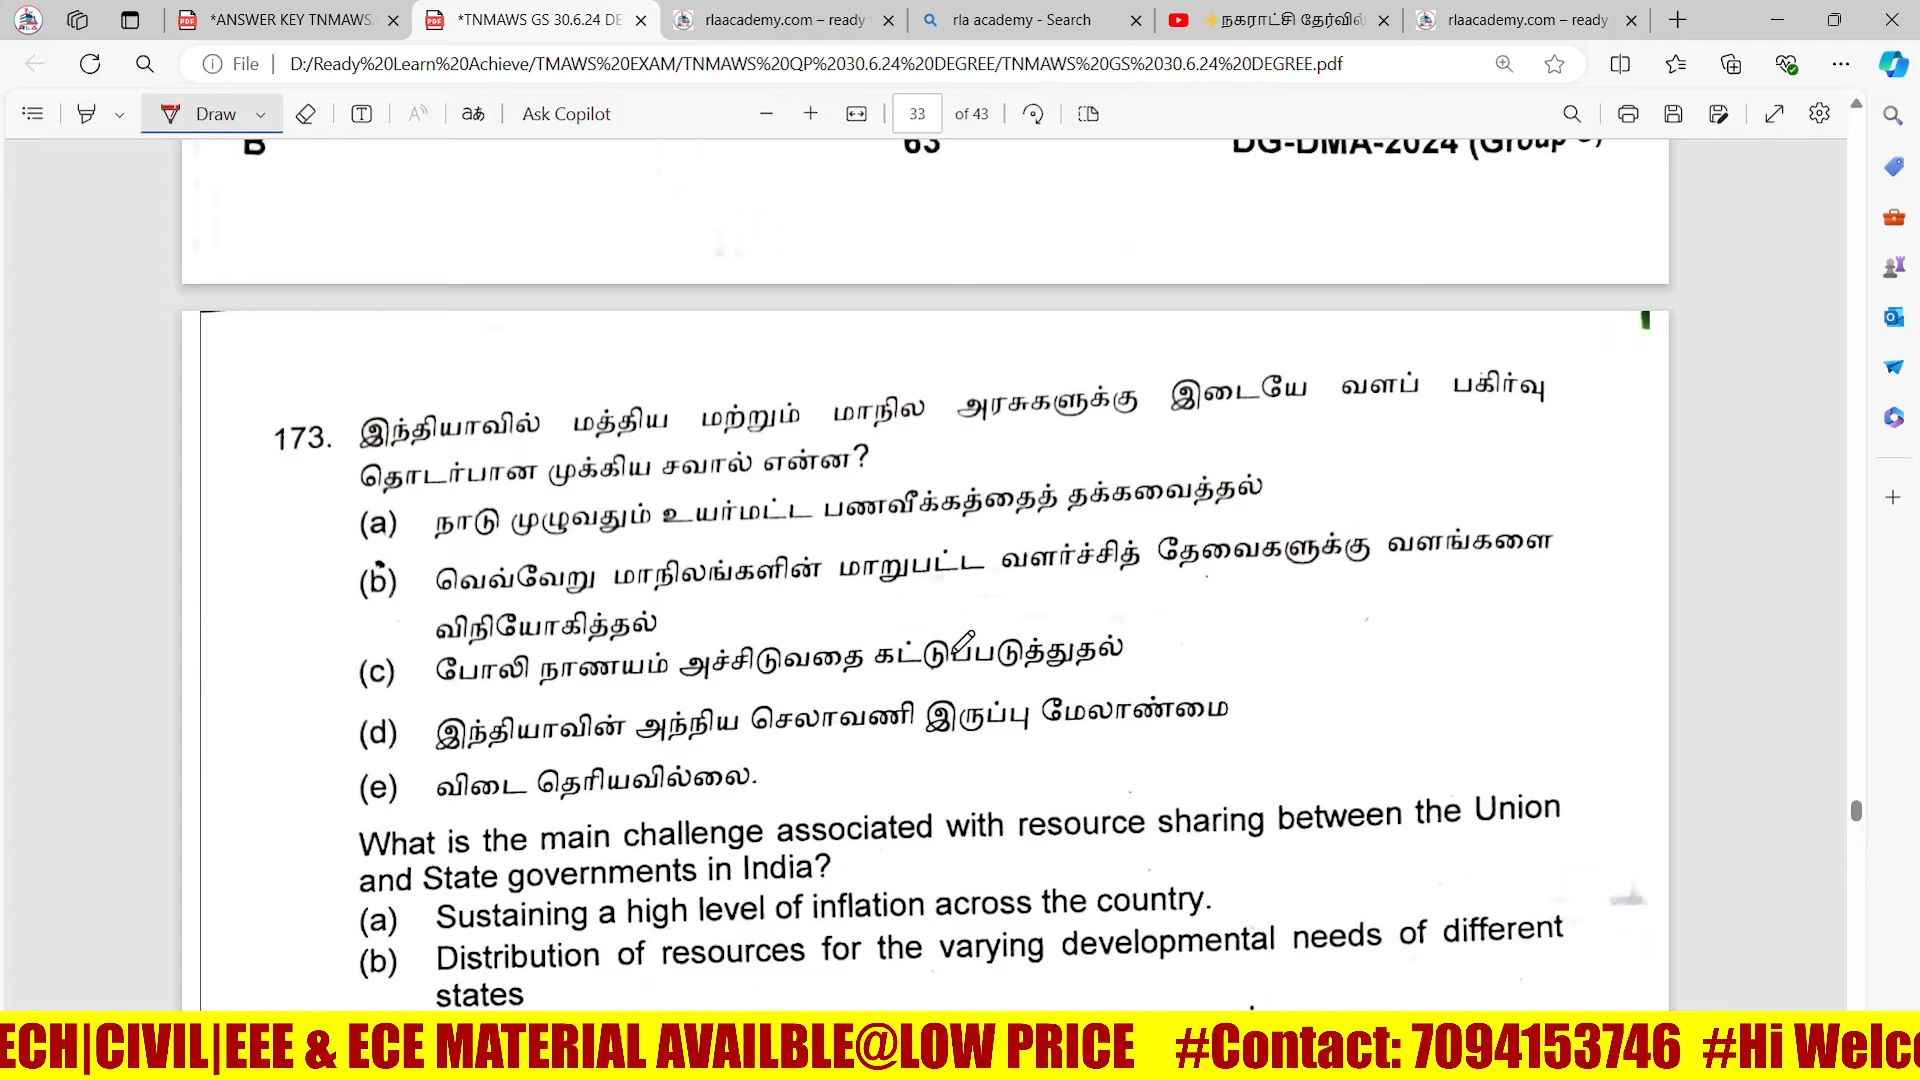 *ANSWER KEY TNMAWS
*TNMAWS GS 30.6.24 DE
rlaacademy.com – ready
rla academy - Search
✨நகராட்சி தேர்வில்
rlaacademy.com – ready
File
D:/Ready%20Learn%20Achieve/TMAWS%20EXAM/TNMAWS%20QP%2030.6.24%20DEGREE/TNMAWS%20GS%2030.6.24%20DEGREE.pdf
Draw
aあ
Ask Copilot
33
of 43
B
63
DG-DMA-2024 (Group
173. இந்தியாவில் மத்திய மற்றும் மாநில அரசுகளுக்கு இடையே வளப் பகிர்வு
தொடர்பான முக்கிய சவால் என்ன?
(a) நாடு முழுவதும் உயர்மட்ட பணவீக்கத்தைத் தக்கவைத்தல்
(b) வெவ்வேறு மாநிலங்களின் மாறுபட்ட வளர்ச்சித் தேவைகளுக்கு வளங்களை
விநியோகித்தல்
(c) போலி நாணயம் அச்சிடுவதை கட்டுப்படுத்துதல்
(d) இந்தியாவின் அந்நிய செலாவணி இருப்பு மேலாண்மை
(e) விடை தெரியவில்லை.
What is the main challenge associated with resource sharing between the Union
and State governments in India?
(a) Sustaining a high level of inflation across the country.
(b) Distribution of resources for the varying developmental needs of different
states
ECH|CIVIL|EEE & ECE MATERIAL AVAILBLE@LOW PRICE #Contact: 7094153746 #Hi Welc